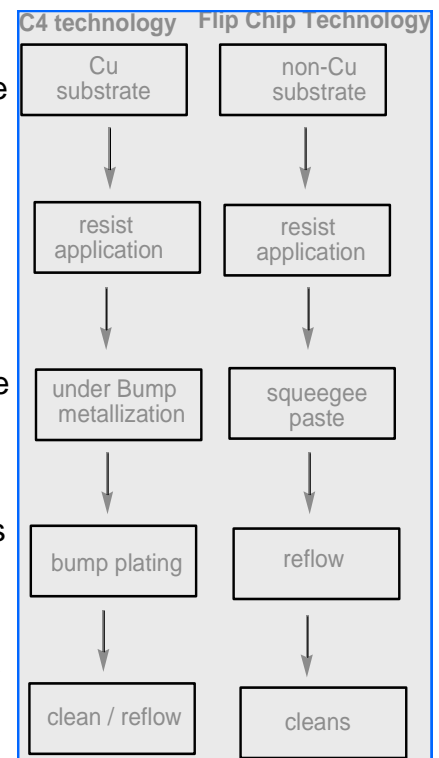 C4 technology
Flip Chip Technology
Cu
substrate
non-Cu
substrate
e
resist
application
resist
application
under Bump
metallization
squeegee
paste
e
bump plating
reflow
s
clean / reflow
cleans